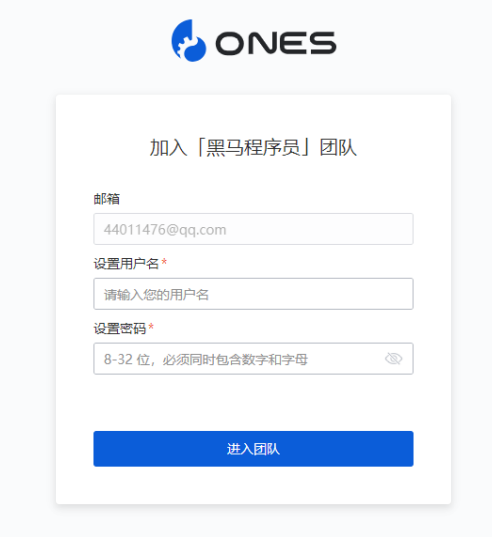 ONES
加入「黑马程序员」团队
邮箱
44011476@qq.com
设置用户名*
请输入您的用户名
设置密码*
8-32 位，必须同时包含数字和字母
进入团队